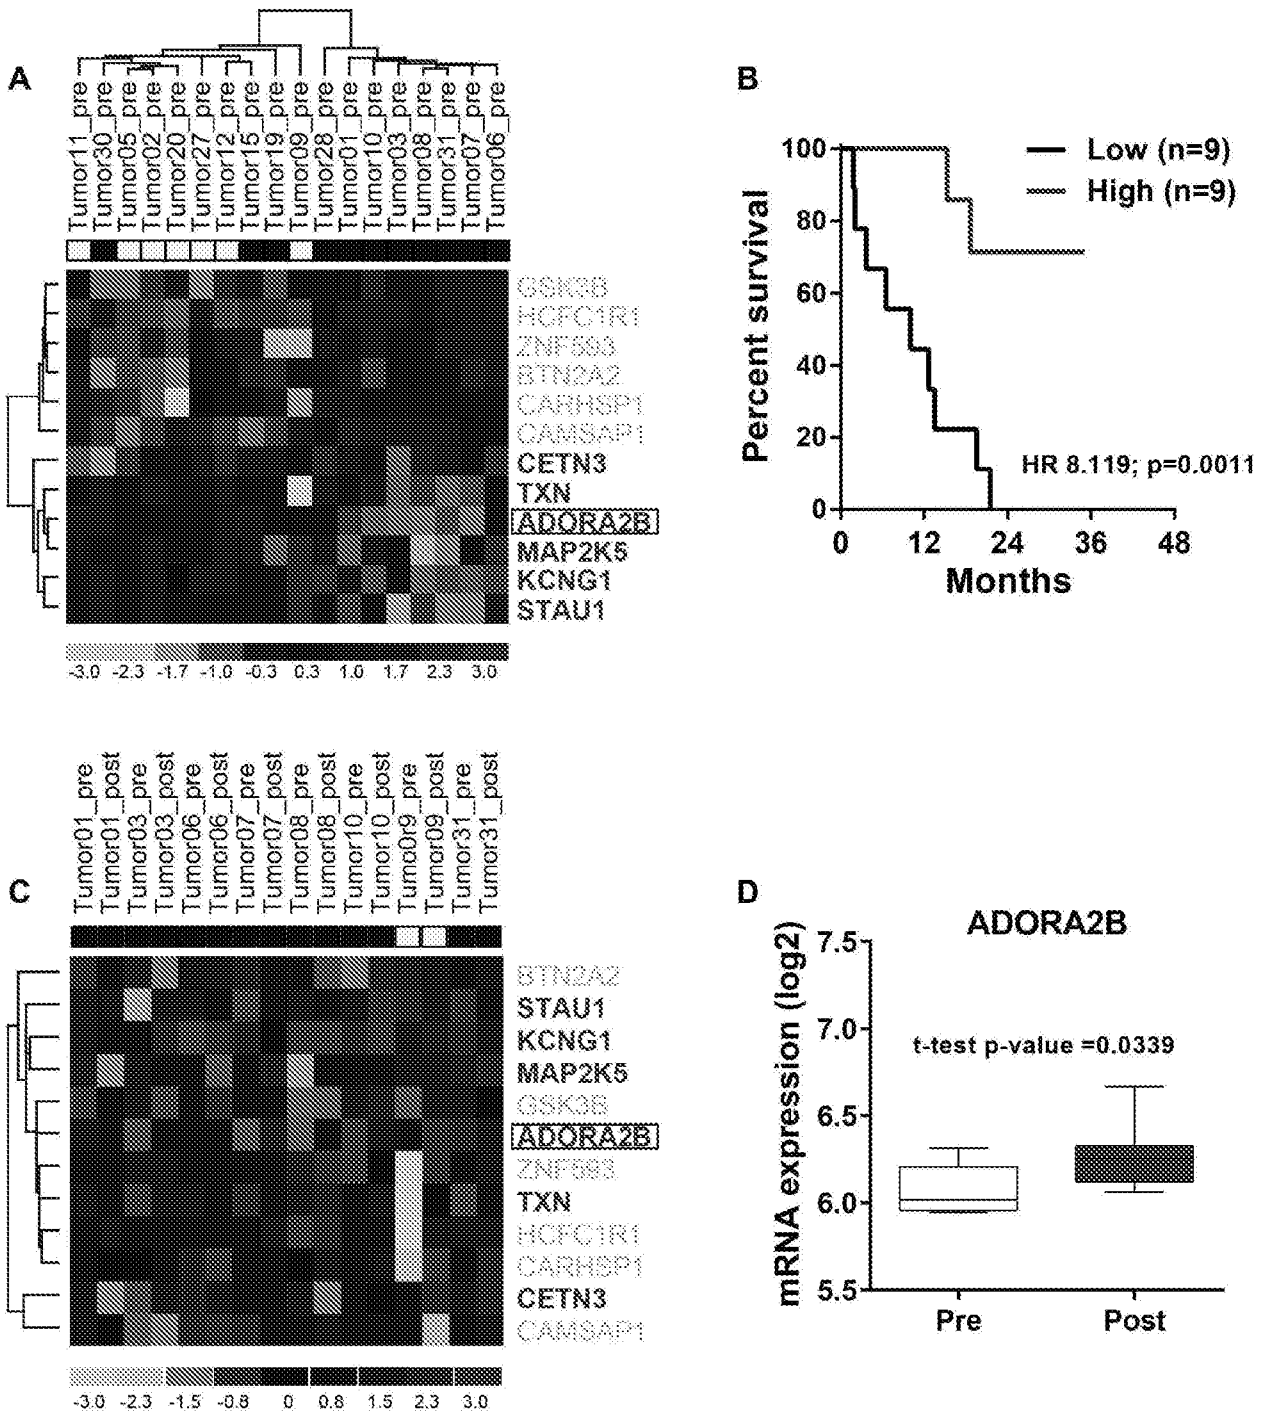 A
Tumor11_pre
Tumor30_pre
Tumor05_pre
Tumor02_pre
Tumor20_pre
Tumor27_pre
Tumor12_pre
Tumor15_pre
Tumor19_pre
Tumor09_pre
Tumor28_pre
Tumor01_pre
Tumor10_pre
Tumor03_pre
Tumor08_pre
Tumor31_pre
Tumor07_pre
Tumor06_pre
GSK3B
HCFC1R1
ZNF593
BTN2A2
CARHSP1
CAMSAP1
CETN3
TXN
ADORA2B
MAP2K5
KCNG1
STAU1
-3.0 -2.3 -1.7 -1.0 -0.3 0.3 1.0 1.7 2.3 3.0
B
Low (n=9)
High (n=9)
Percent survival
100
80
60
40
20
0
HR 8.119; p=0.0011
0 12 24 36 48
Months
C
Tumor01_pre
Tumor01_post
Tumor03_pre
Tumor03_post
Tumor06_pre
Tumor06_post
Tumor07_pre
Tumor07_post
Tumor08_pre
Tumor08_post
Tumor10_pre
Tumor10_post
Tumo0r9_pre
Tumor09_post
Tumor31_pre
Tumor31_post
BTN2A2
STAU1
KCNG1
MAP2K5
GSK3B
ADORA2B
ZNF593
TXN
HCFC1R1
CARHSP1
CETN3
CAMSAP1
-3.0 -2.3 -1.5 -0.8 0 0.8 1.5 2.3 3.0
D
ADORA2B
mRNA expression (log2)
7.5
7.0
6.5
6.0
5.5
t-test p-value =0.0339
Pre Post